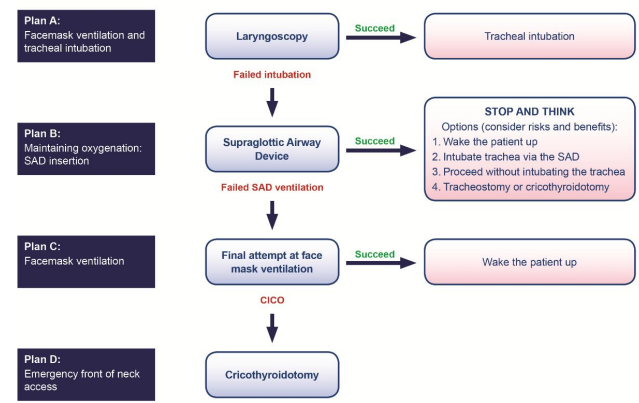 Plan A:
Facemask ventilation and
tracheal intubation
Laryngoscopy
Succeed
Tracheal intubation
Failed intubation
Plan B:
Maintaining oxygenation:
SAD insertion
Supraglottic Airway
Device
Succeed
STOP AND THINK
Options (consider risks and benefits):
1. Wake the patient up
2. Intubate trachea via the SAD
3. Proceed without intubating the trachea
4. Tracheostomy or cricothyroidotomy
Failed SAD ventilation
Plan C:
Facemask ventilation
Final attempt at face
mask ventilation
Succeed
Wake the patient up
CICO
Plan D:
Emergency front of neck
access
Cricothyroidotomy